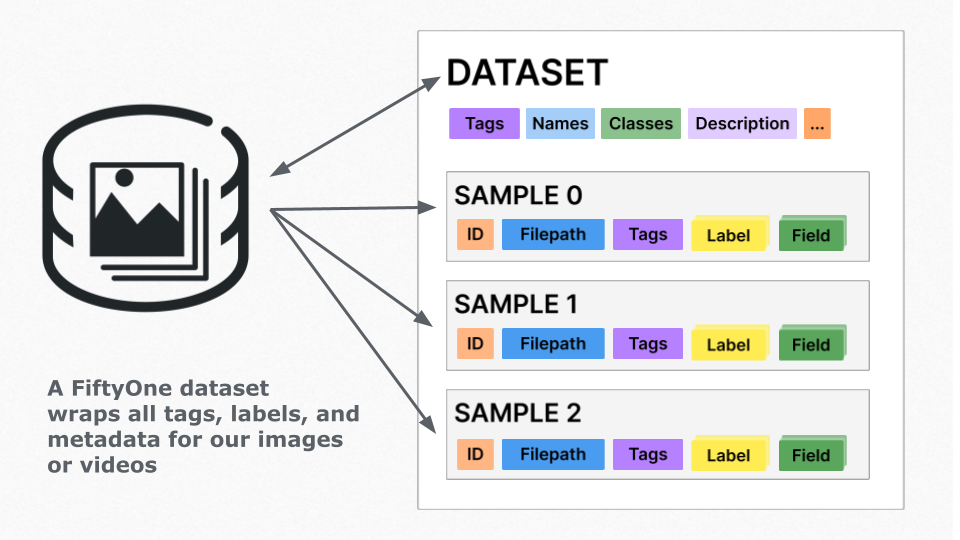 DATASET
Tags Names Classes Description ...
SAMPLE 0
ID Filepath Tags Label Field
SAMPLE 1
ID Filepath Tags Label Field
SAMPLE 2
ID Filepath Tags Label Field
A FiftyOne dataset
wraps all tags, labels, and
metadata for our images
or videos